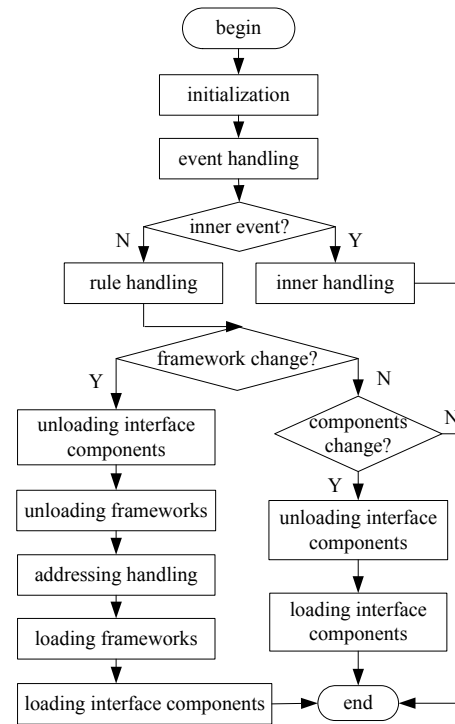 begin
initialization
event handling
inner event?
N
Y
rule handling
inner handling
framework change?
Y
N
unloading interface
components
components
change?
N
Y
unloading frameworks
unloading interface
components
addressing handling
loading frameworks
loading interface
components
loading interface components
end